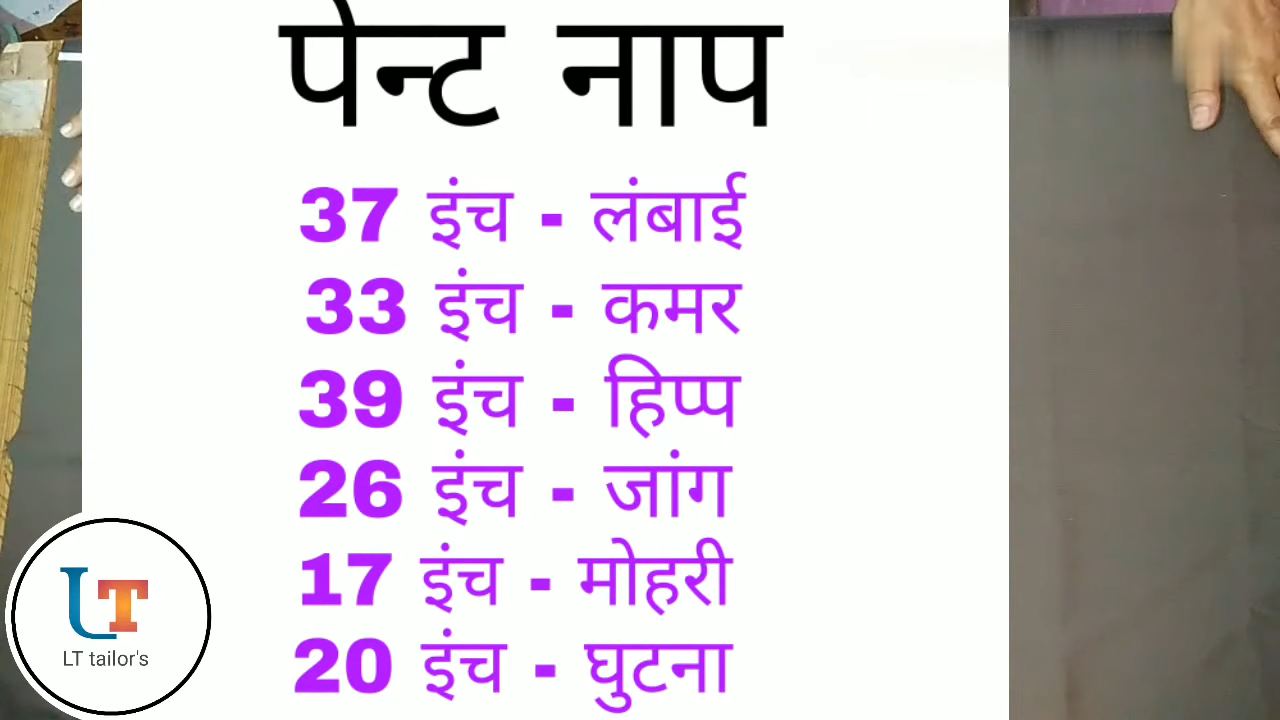 पेन्ट नाप
37 इंच - लंबाई
33 इंच - कमर
39 इंच - हिप्प
26 इंच - जांग
17 इंच - मोहरी
20 इंच - घुटना
LT
LT tailor's